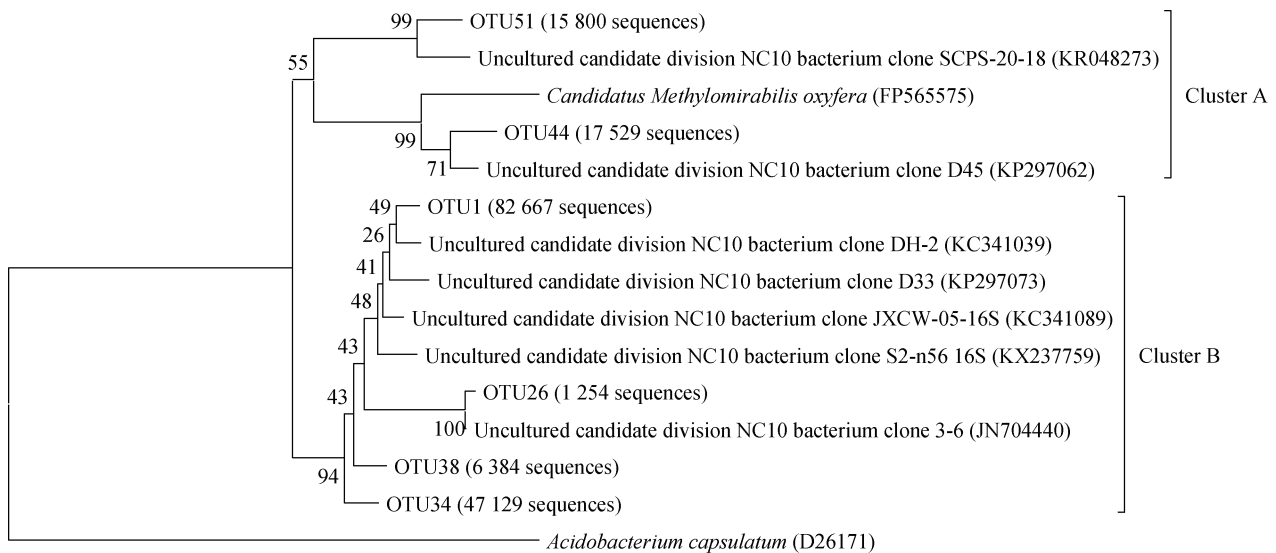 99
OTU51 (15 800 sequences)
Uncultured candidate division NC10 bacterium clone SCPS-20-18 (KR048273)
55
Candidatus Methylomirabilis oxyfera (FP565575)
Cluster A
99
OTU44 (17 529 sequences)
71
Uncultured candidate division NC10 bacterium clone D45 (KP297062)
49
OTU1 (82 667 sequences)
26
Uncultured candidate division NC10 bacterium clone DH-2 (KC341039)
41
Uncultured candidate division NC10 bacterium clone D33 (KP297073)
48
Uncultured candidate division NC10 bacterium clone JXCW-05-16S (KC341089)
43
Uncultured candidate division NC10 bacterium clone S2-n56 16S (KX237759)
Cluster B
43
OTU26 (1 254 sequences)
100
Uncultured candidate division NC10 bacterium clone 3-6 (JN704440)
OTU38 (6 384 sequences)
94
OTU34 (47 129 sequences)
Acidobacterium capsulatum (D26171)